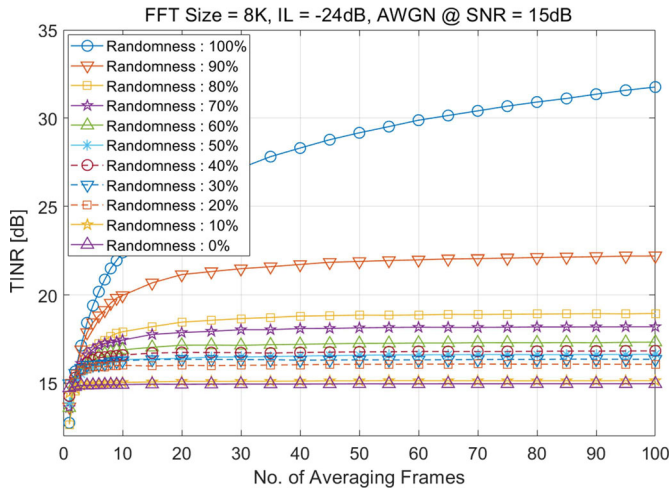 FFT Size = 8K, IL = -24dB, AWGN @ SNR = 15dB
35
30
25
20
15
TINR [dB]
Randomness : 100%
Randomness : 90%
Randomness : 80%
Randomness : 70%
Randomness : 60%
Randomness : 50%
Randomness : 40%
Randomness : 30%
Randomness : 20%
Randomness : 10%
Randomness : 0%
0 10 20 30 40 50 60 70 80 90 100
No. of Averaging Frames